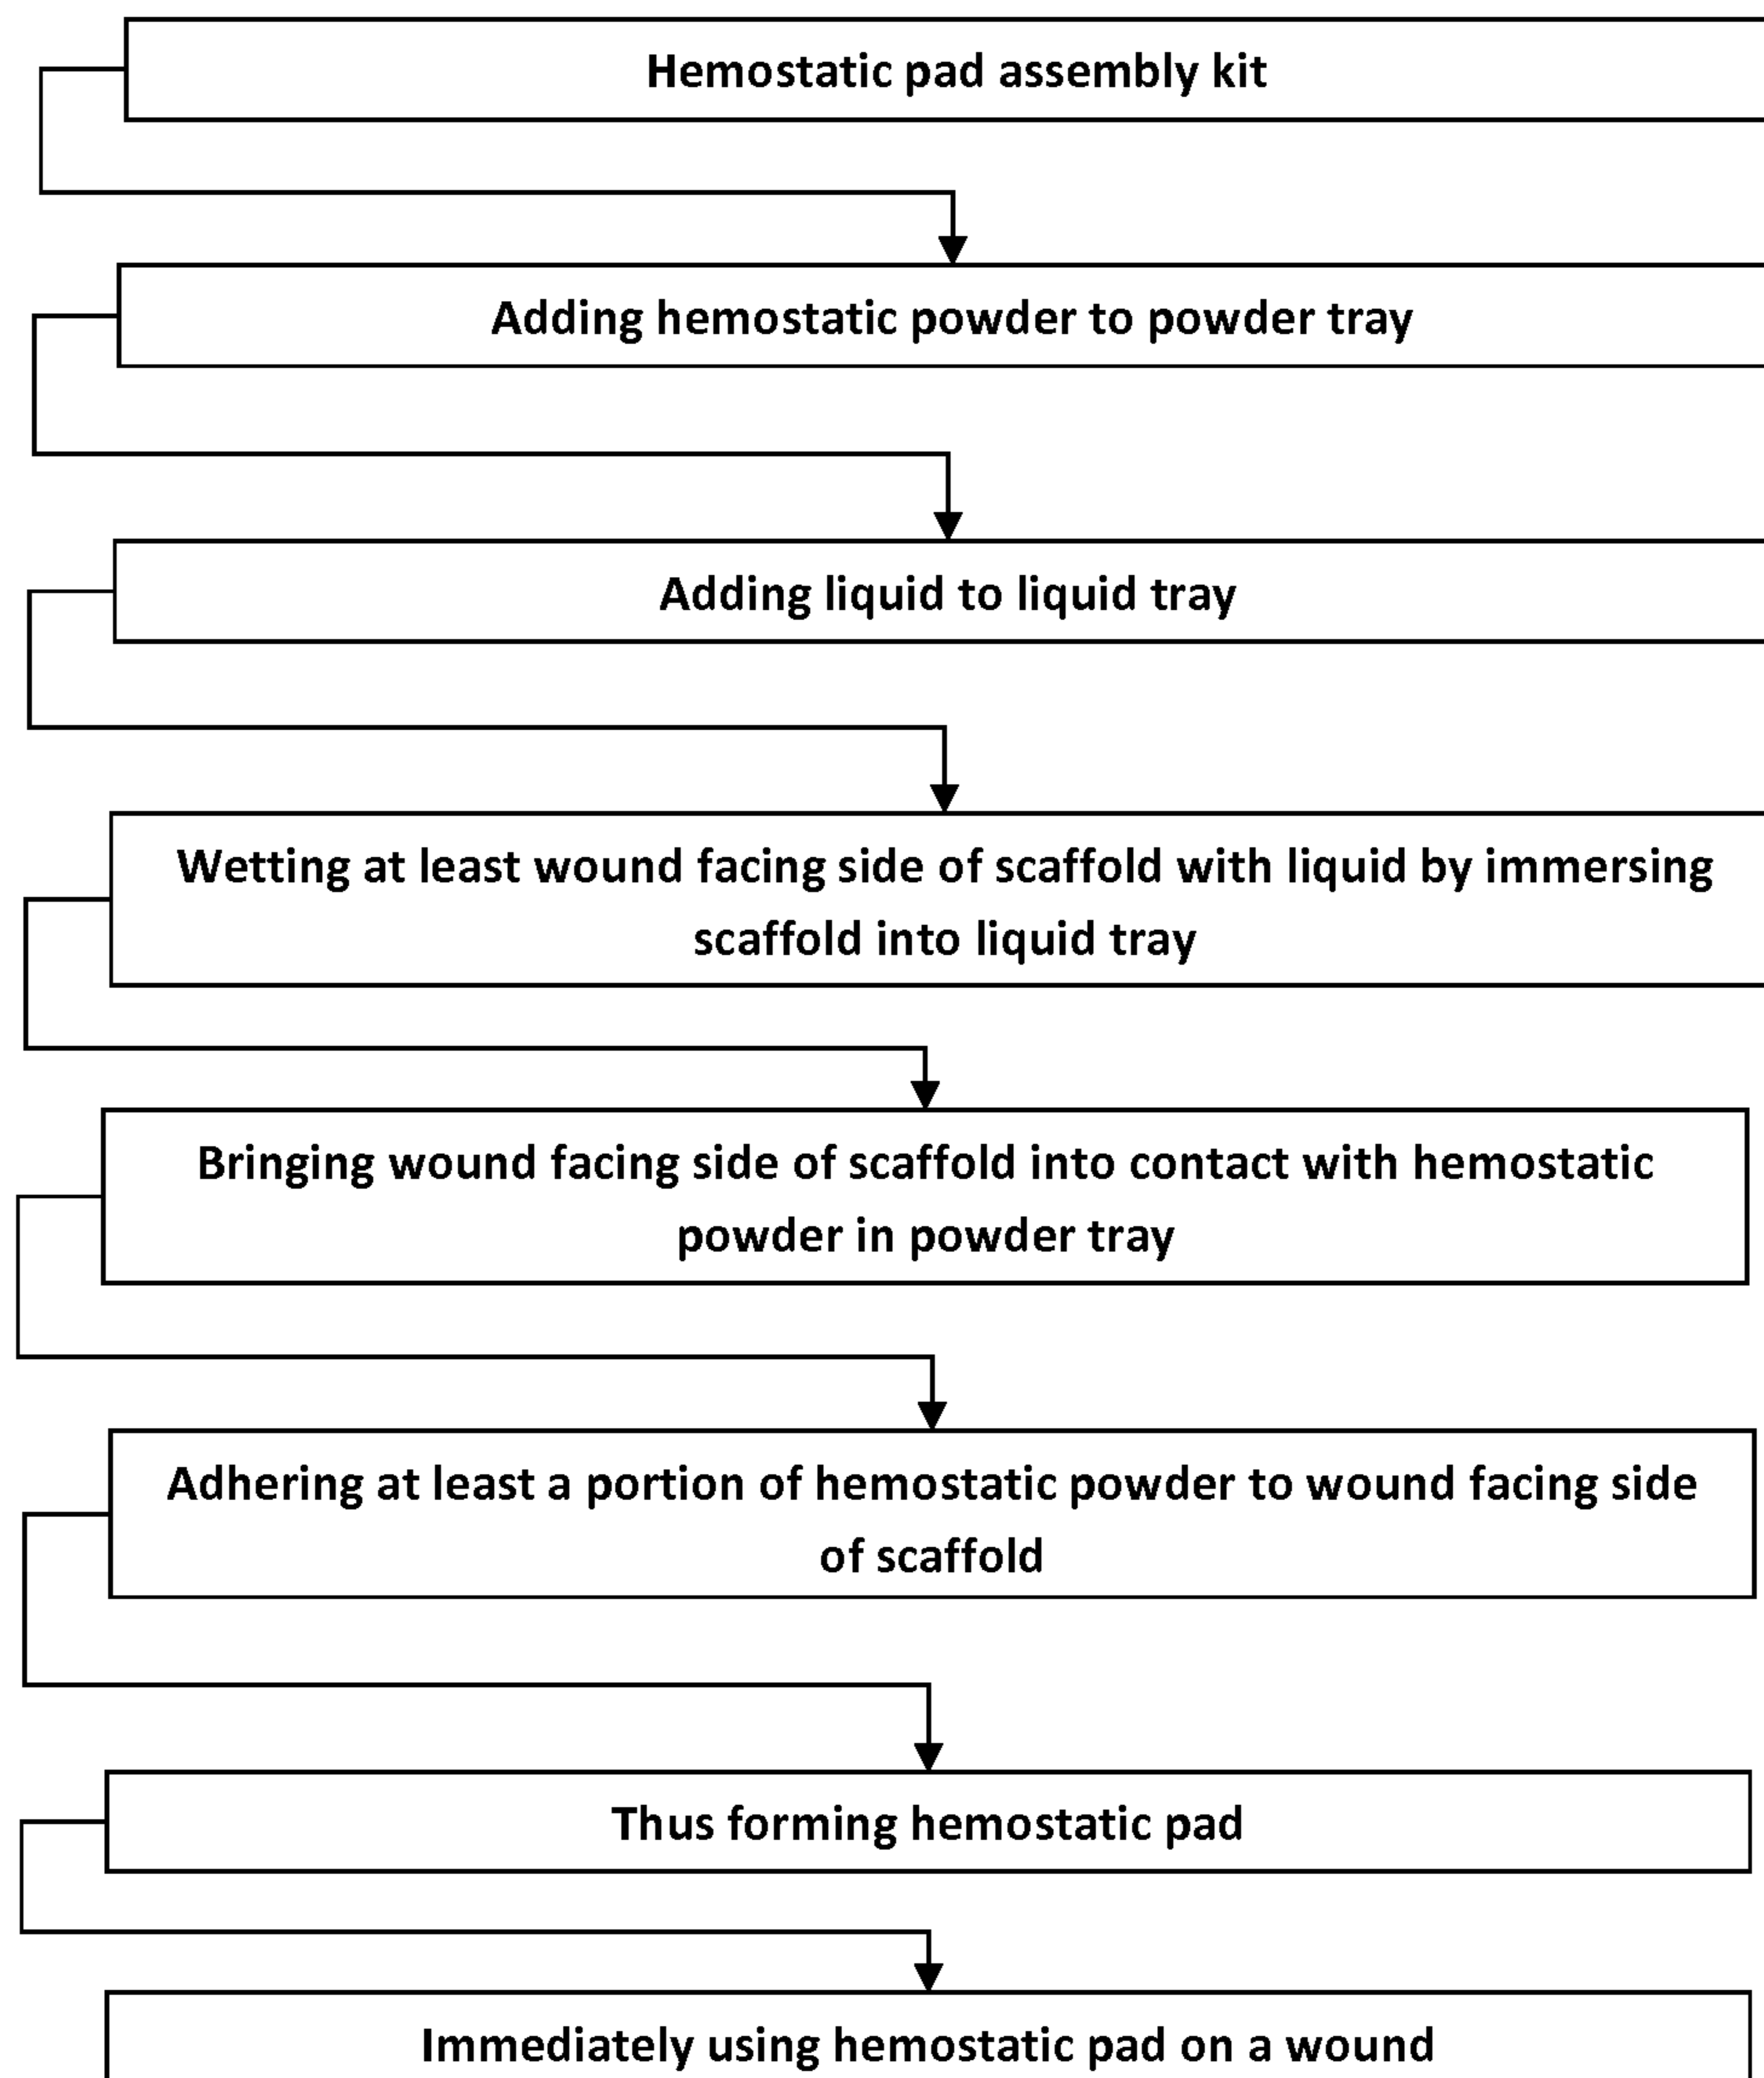 Hemostatic pad assembly kit
Adding hemostatic powder to powder tray
Adding liquid to liquid tray
Wetting at least wound facing side of scaffold with liquid by immersing
scaffold into liquid tray
Bringing wound facing side of scaffold into contact with hemostatic
powder in powder tray
Adhering at least a portion of hemostatic powder to wound facing side
of scaffold
Thus forming hemostatic pad
Immediately using hemostatic pad on a wound